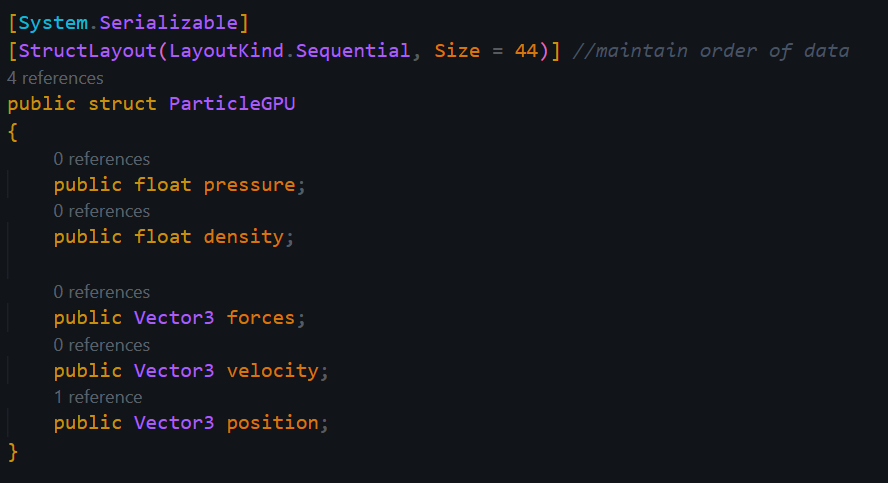 [System.Serializable]
[StructLayout(LayoutKind.Sequential, Size = 44)] //maintain order of data
4 references
public struct ParticleGPU
{
0 references
public float pressure;
0 references
public float density;
0 references
public Vector3 forces;
0 references
public Vector3 velocity;
1 reference
public Vector3 position;
}